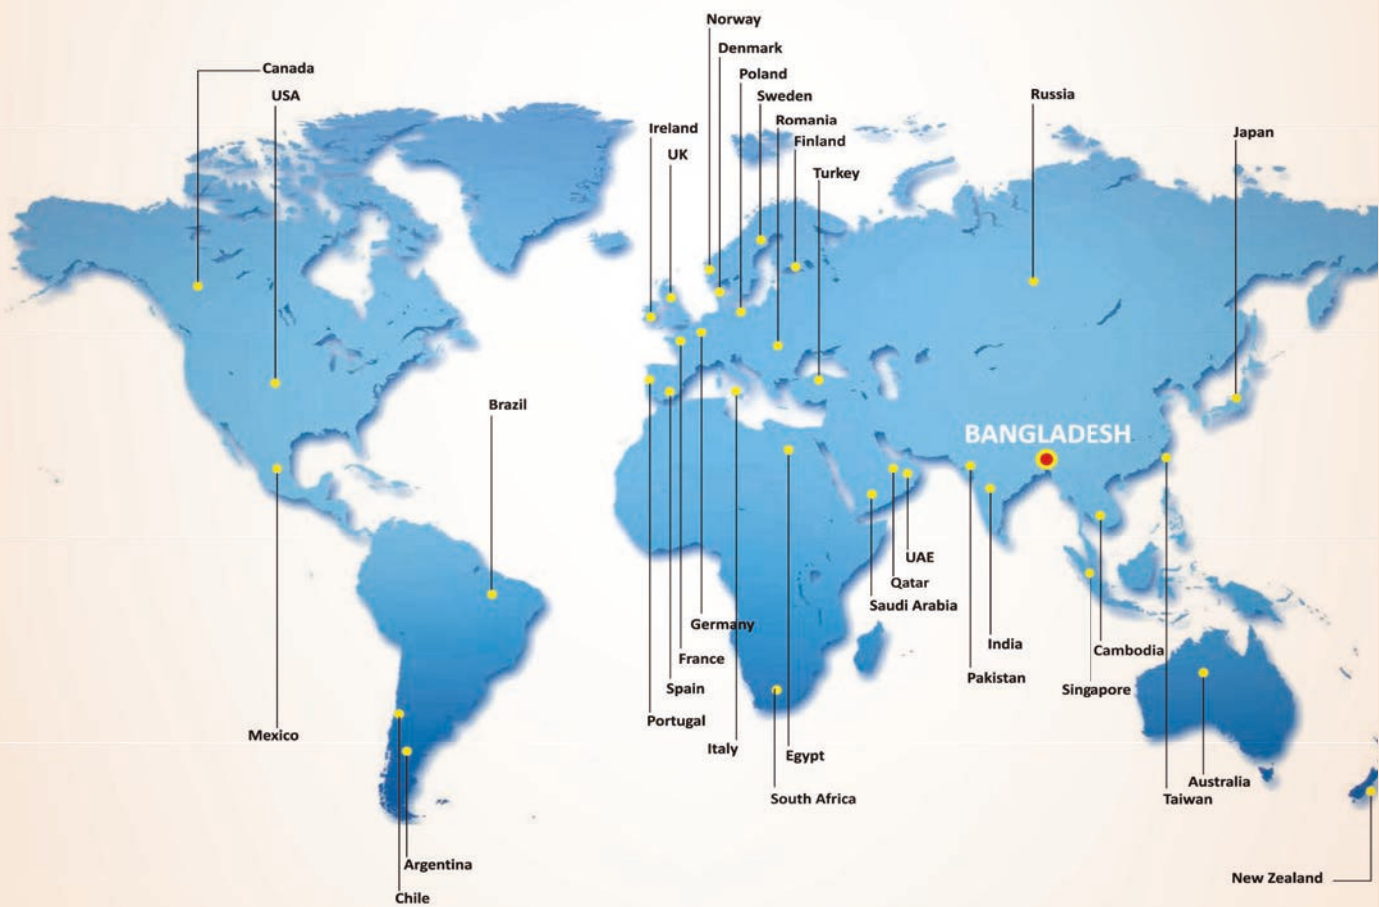 Norway
Denmark
Canada
Poland
USA
Sweden
Russia
Romania
Ireland
Finland
Japan
UK
Turkey
Brazil
BANGLADESH
UAE
Qatar
Saudi Arabia
Germany
India
Cambodia
France
Pakistan
Spain
Singapore
Portugal
Mexico
Italy
Egypt
Australia
South Africa
Taiwan
Argentina
New Zealand
Chile